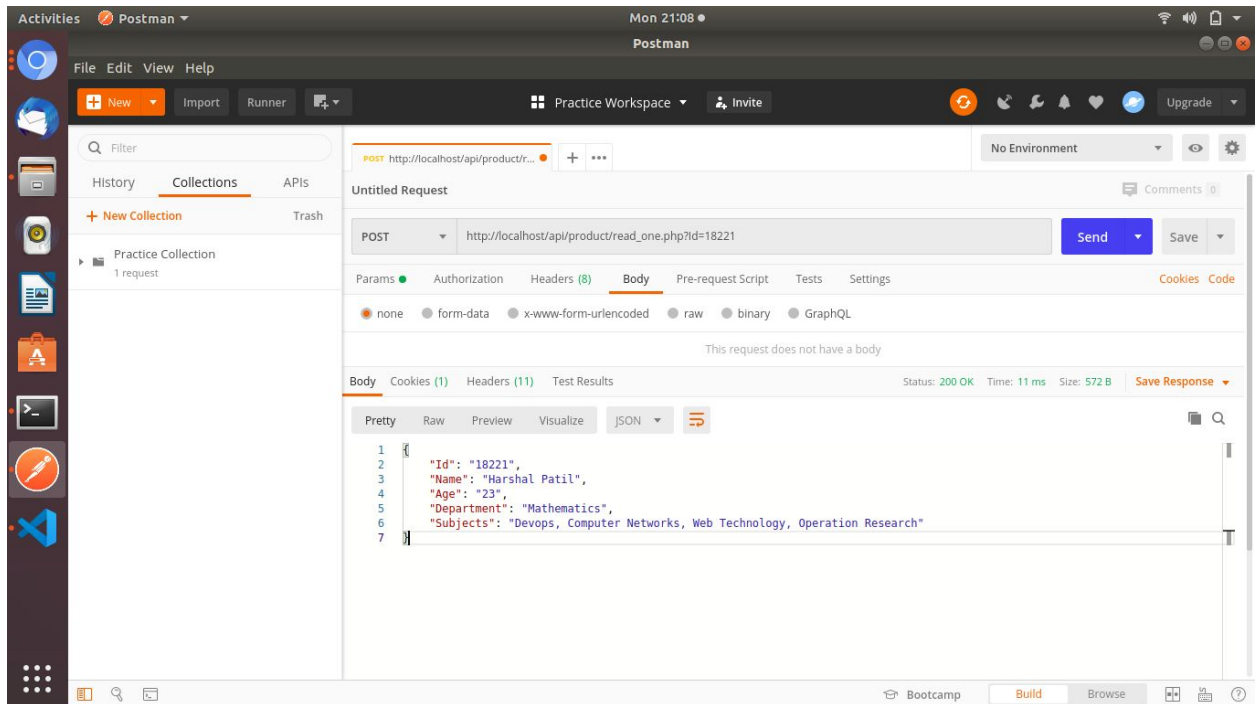 Activities Postman Mon 21:08
Postman
File Edit View Help
New Import Runner Practice Workspace Invite Upgrade
Filter
History Collections APIs
+ New Collection Trash
Practice Collection
1 request
POST http://localhost/api/product/r... + ••• No Environment
Untitled Request Comments 0
POST http://localhost/api/product/read_one.php?Id=18221 Send Save
Params Authorization Headers (8) Body Pre-request Script Tests Settings Cookies Code
none form-data x-www-form-urlencoded raw binary GraphQL
This request does not have a body
Body Cookies (1) Headers (11) Test Results Status: 200 OK Time: 11 ms Size: 572 B Save Response
Pretty Raw Preview Visualize JSON
1 {
2 "Id": "18221",
3 "Name": "Harshal Patil",
4 "Age": "23",
5 "Department": "Mathematics",
6 "Subjects": "Devops, Computer Networks, Web Technology, Operation Research"
7 }
Bootcamp Build Browse